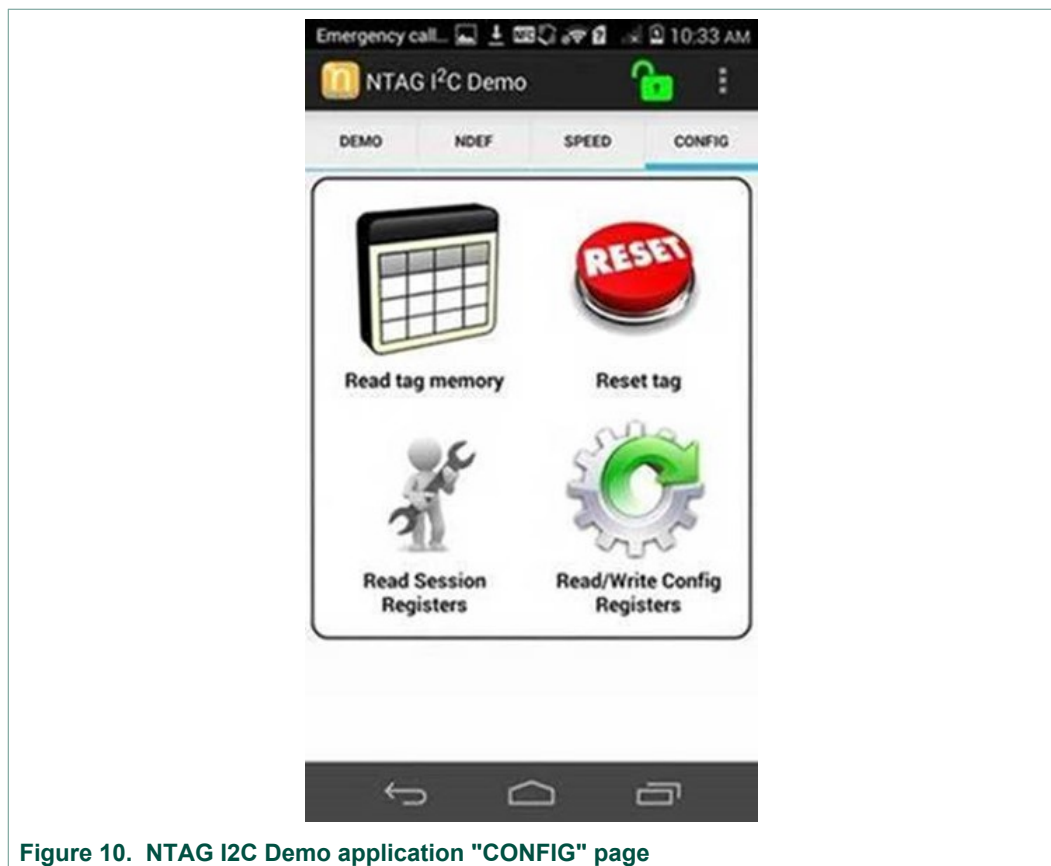 Emergency call... 10:33 AM
NTAG I²C Demo
DEMO NDEF SPEED CONFIG
RESET
Read tag memory Reset tag
Read Session Registers
Read/Write Config Registers
Figure 10. NTAG I2C Demo application "CONFIG" page